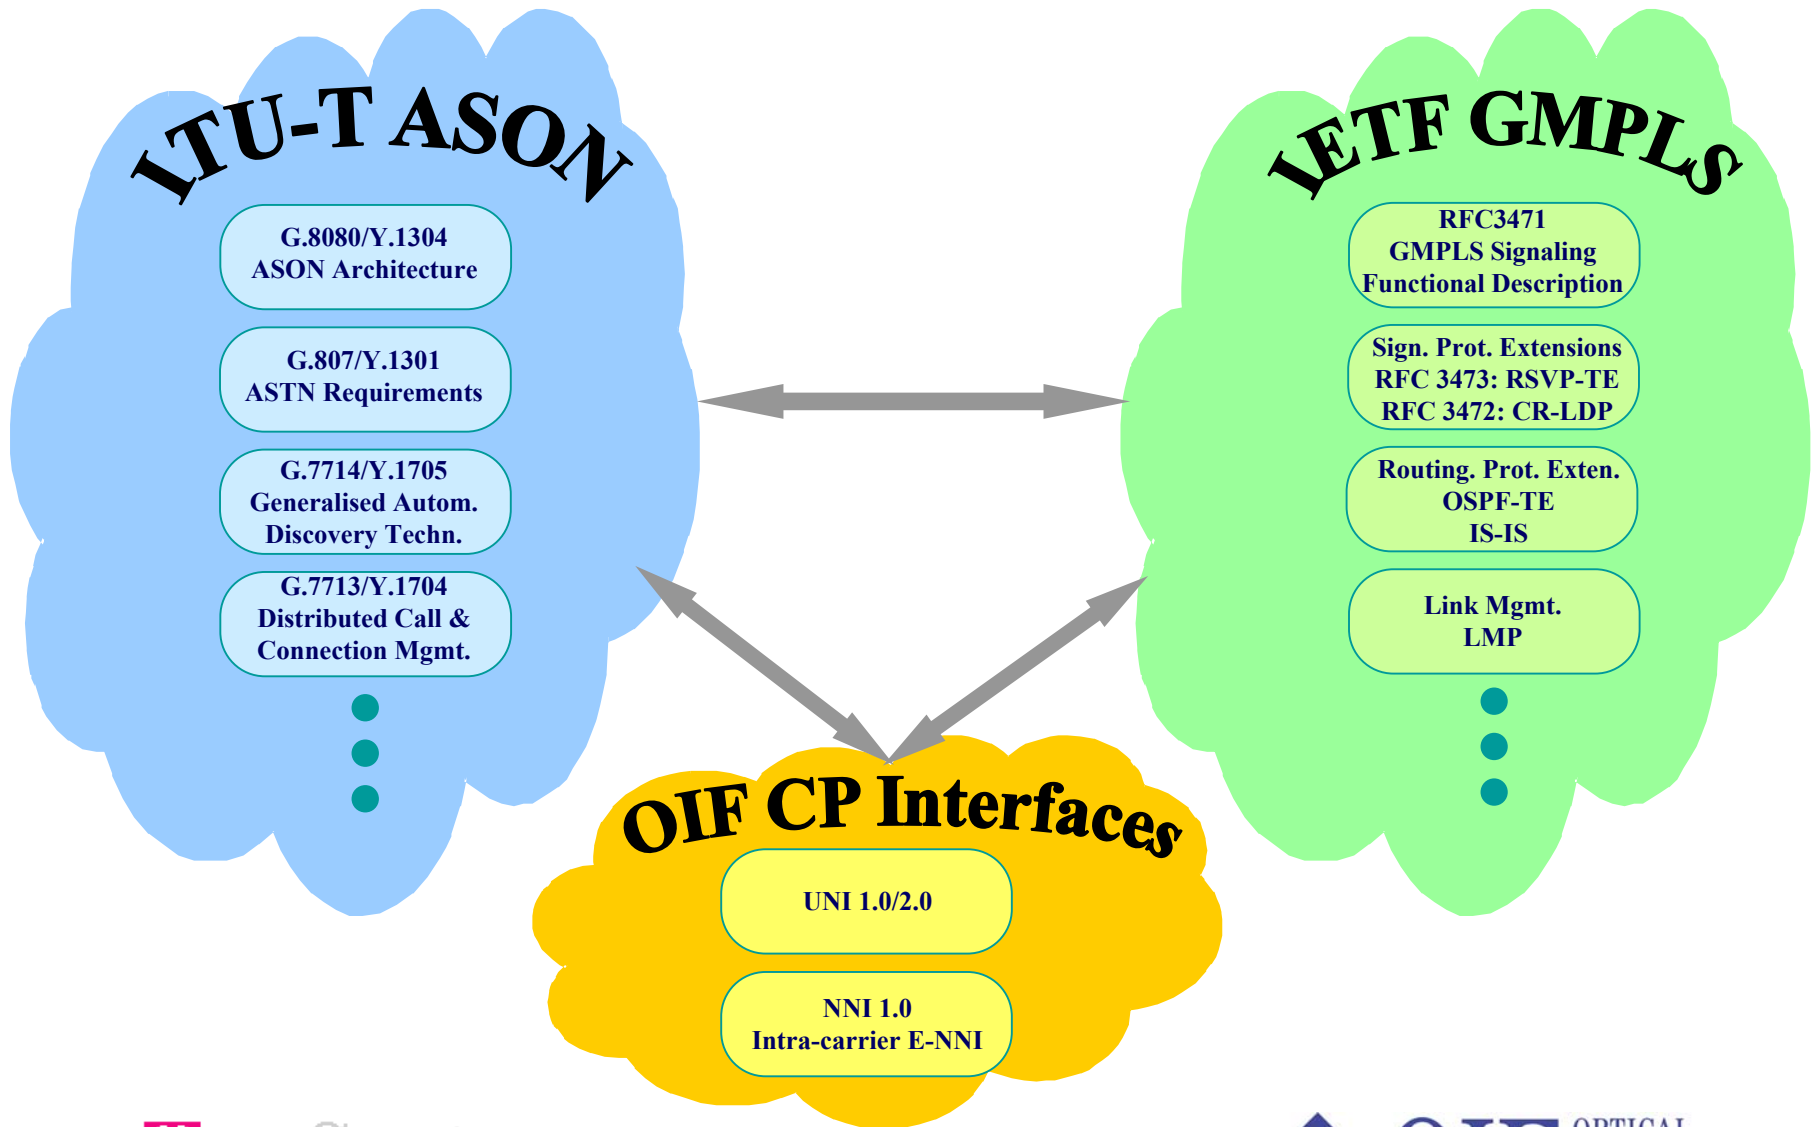 ITU-T ASON
G.8080/Y.1304
ASON Architecture
G.807/Y.1301
ASTN Requirements
G.7714/Y.1705
Generalised Autom.
Discovery Techn.
G.7713/Y.1704
Distributed Call &
Connection Mgmt.
IETF GMPLS
RFC3471
GMPLS Signaling
Functional Description
Sign. Prot. Extensions
RFC 3473: RSVP-TE
RFC 3472: CR-LDP
Routing. Prot. Exten.
OSPF-TE
IS-IS
Link Mgmt.
LMP
OIF CP Interfaces
UNI 1.0/2.0
NNI 1.0
Intra-carrier E-NNI
OIF
OPTICAL